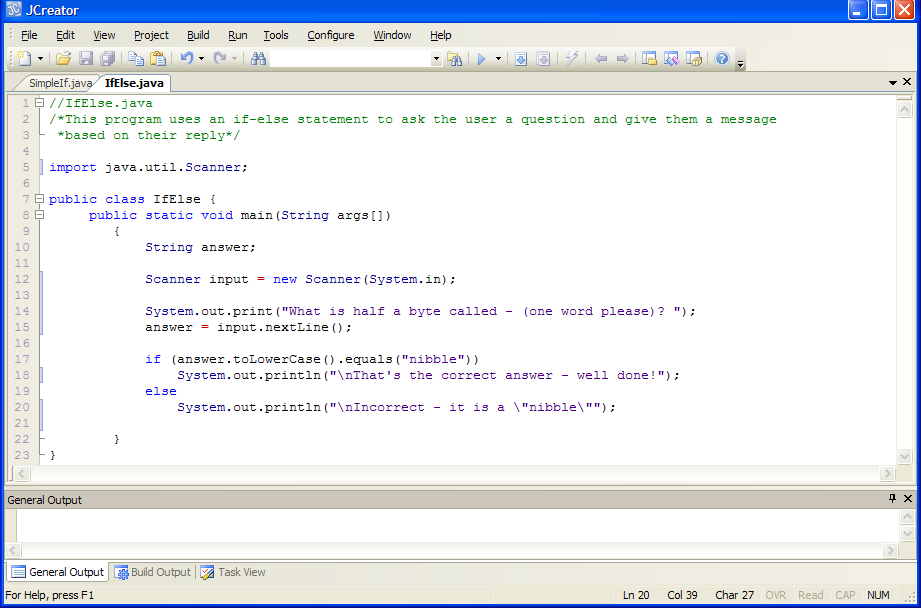 JCreator
File Edit View Project Build Run Tools Configure Window Help
SimpleIf.java IfElse.java
1 //IfElse.java
2 /*This program uses an if-else statement to ask the user a question and give them a message
3 *based on their reply*/
4
5 import java.util.Scanner;
6
7 public class IfElse {
8 public static void main(String args[])
9 {
10 String answer;
11
12 Scanner input = new Scanner(System.in);
13
14 System.out.print("What is half a byte called - (one word please)? ");
15 answer = input.nextLine();
16
17 if (answer.toLowerCase().equals("nibble"))
18 System.out.println("\nThat's the correct answer - well done!");
19 else
20 System.out.println("\nIncorrect - it is a \"nibble\"");
21
22 }
23 }
General Output
General Output Build Output Task View
For Help, press F1 Ln 20 Col 39 Char 27 OVR Read CAP NUM